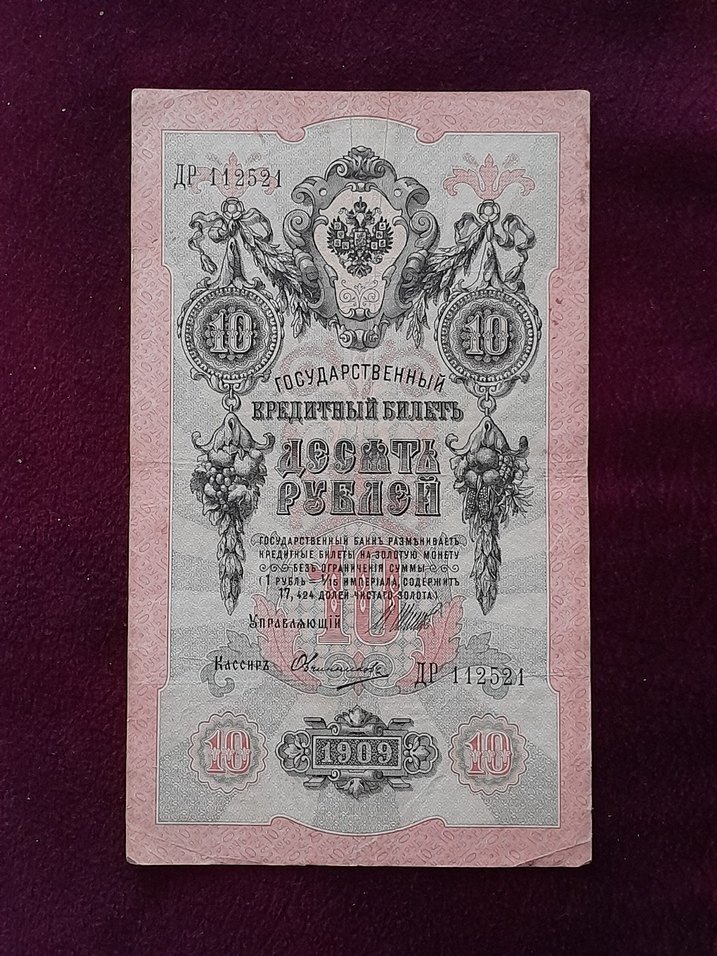 ДР 112521
10 10
ГОСУДАРСТВЕННЫЙ
КРЕДИТНЫЙ БИЛЕТЪ
ДЕСЯТЬ
РУБЛЕЙ
ГОСУДАРСТВЕННЫЙ БАНКЪ РАЗМѢНИВАЕТЪ
КРЕДИТНЫЕ БИЛЕТЫ НА ЗОЛОТУЮ МОНЕТУ
БЕЗЪ ОГРАНИЧЕНІЯ СУММЫ
(1 РУБЛЬ = 1/15 ИМПЕРІАЛА, СОДЕРЖИТЪ
17,424 ДОЛЕЙ ЧИСТАГО ЗОЛОТА)
10
УПРАВЛЯЮЩІЙ
КАССИРЪ
ДР 112521
10 1909 10